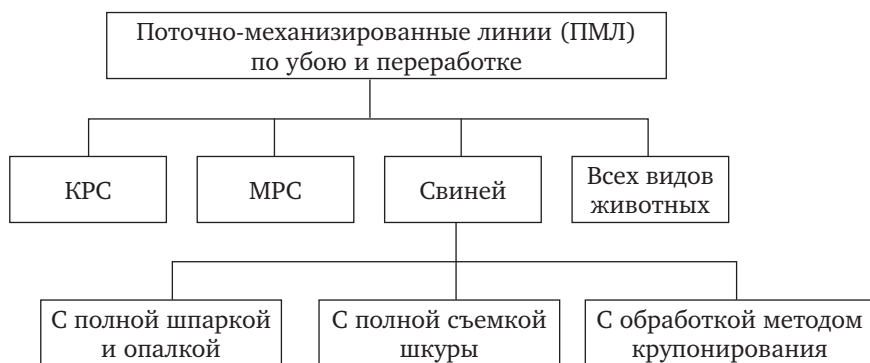 Поточно-механизированные линии (ПМЛ)
по убою и переработке
КРС
МРС
Свиней
Всех видов
животных
С полной шпаркой
и опалкой
С полной съемкой
шкуры
С обработкой методом
крупонирования